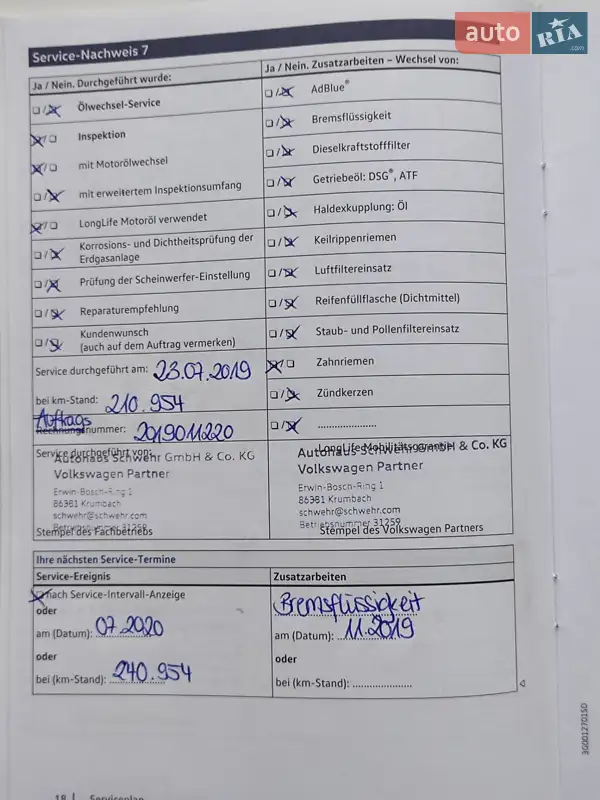 auto RIA .com
Service-Nachweis 7
Ja / Nein. Durchgeführt wurde:
Ölwechsel-Service
Inspektion
mit Motorölwechsel
mit erweitertem Inspektionsumfang
LongLife Motoröl verwendet
Korrosions- und Dichtheitsprüfung der
Erdgasanlage
Prüfung der Scheinwerfer-Einstellung
Reparaturempfehlung
Kundenwunsch
(auch auf dem Auftrag vermerken)
Service durchgeführt am: 23.07.2019
bei km-Stand: 210.954
Auftrags
Rechnungsnummer: 2019011220
Service durchgeführt von:
Autohaus Schwehr GmbH & Co. KG
Volkswagen Partner
Erwin-Bosch-Ring 1
86381 Krumbach
schwehr@schwehr.com
Betriebsnummer 31259
Stempel des Fachbetriebs
Ja / Nein. Zusatzarbeiten – Wechsel von:
AdBlue®
Bremsflüssigkeit
Dieselkraftstofffilter
Getriebeöl: DSG®, ATF
Haldexkupplung: Öl
Keilrippenriemen
Luftfiltereinsatz
Reifenfüllflasche (Dichtmittel)
Staub- und Pollenfiltereinsatz
Zahnriemen
Zündkerzen
.....................
LongLife Mobilitätsgarantie
Autohaus Schwehr GmbH & Co. KG
Volkswagen Partner
Erwin-Bosch-Ring 1
86381 Krumbach
schwehr@schwehr.com
Betriebsnummer 31259
Stempel des Volkswagen Partners
Ihre nächsten Service-Termine
Service-Ereignis
nach Service-Intervall-Anzeige
oder
am (Datum): 07.2020
oder
bei (km-Stand): 240.954
Zusatzarbeiten
Bremsflüssigkeit
am (Datum): 11.2019
oder
bei (km-Stand): .....................
3G0012701SD
18 | Serviceplan